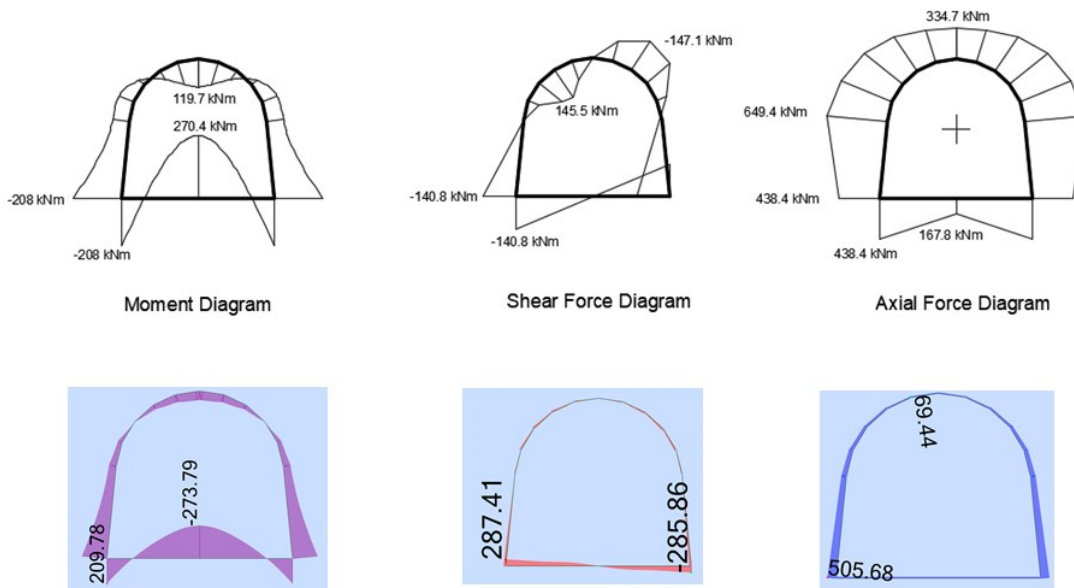 334.7 kNm
-147.1 kNm
119.7 kNm
145.5 kNm
649.4 kNm
270.4 kNm
-208 kNm
-140.8 kNm
438.4 kNm
-208 kNm
-140.8 kNm
167.8 kNm
438.4 kNm
Moment Diagram
Shear Force Diagram
Axial Force Diagram
209.78
-273.79
287.41
-285.86
69.44
505.68